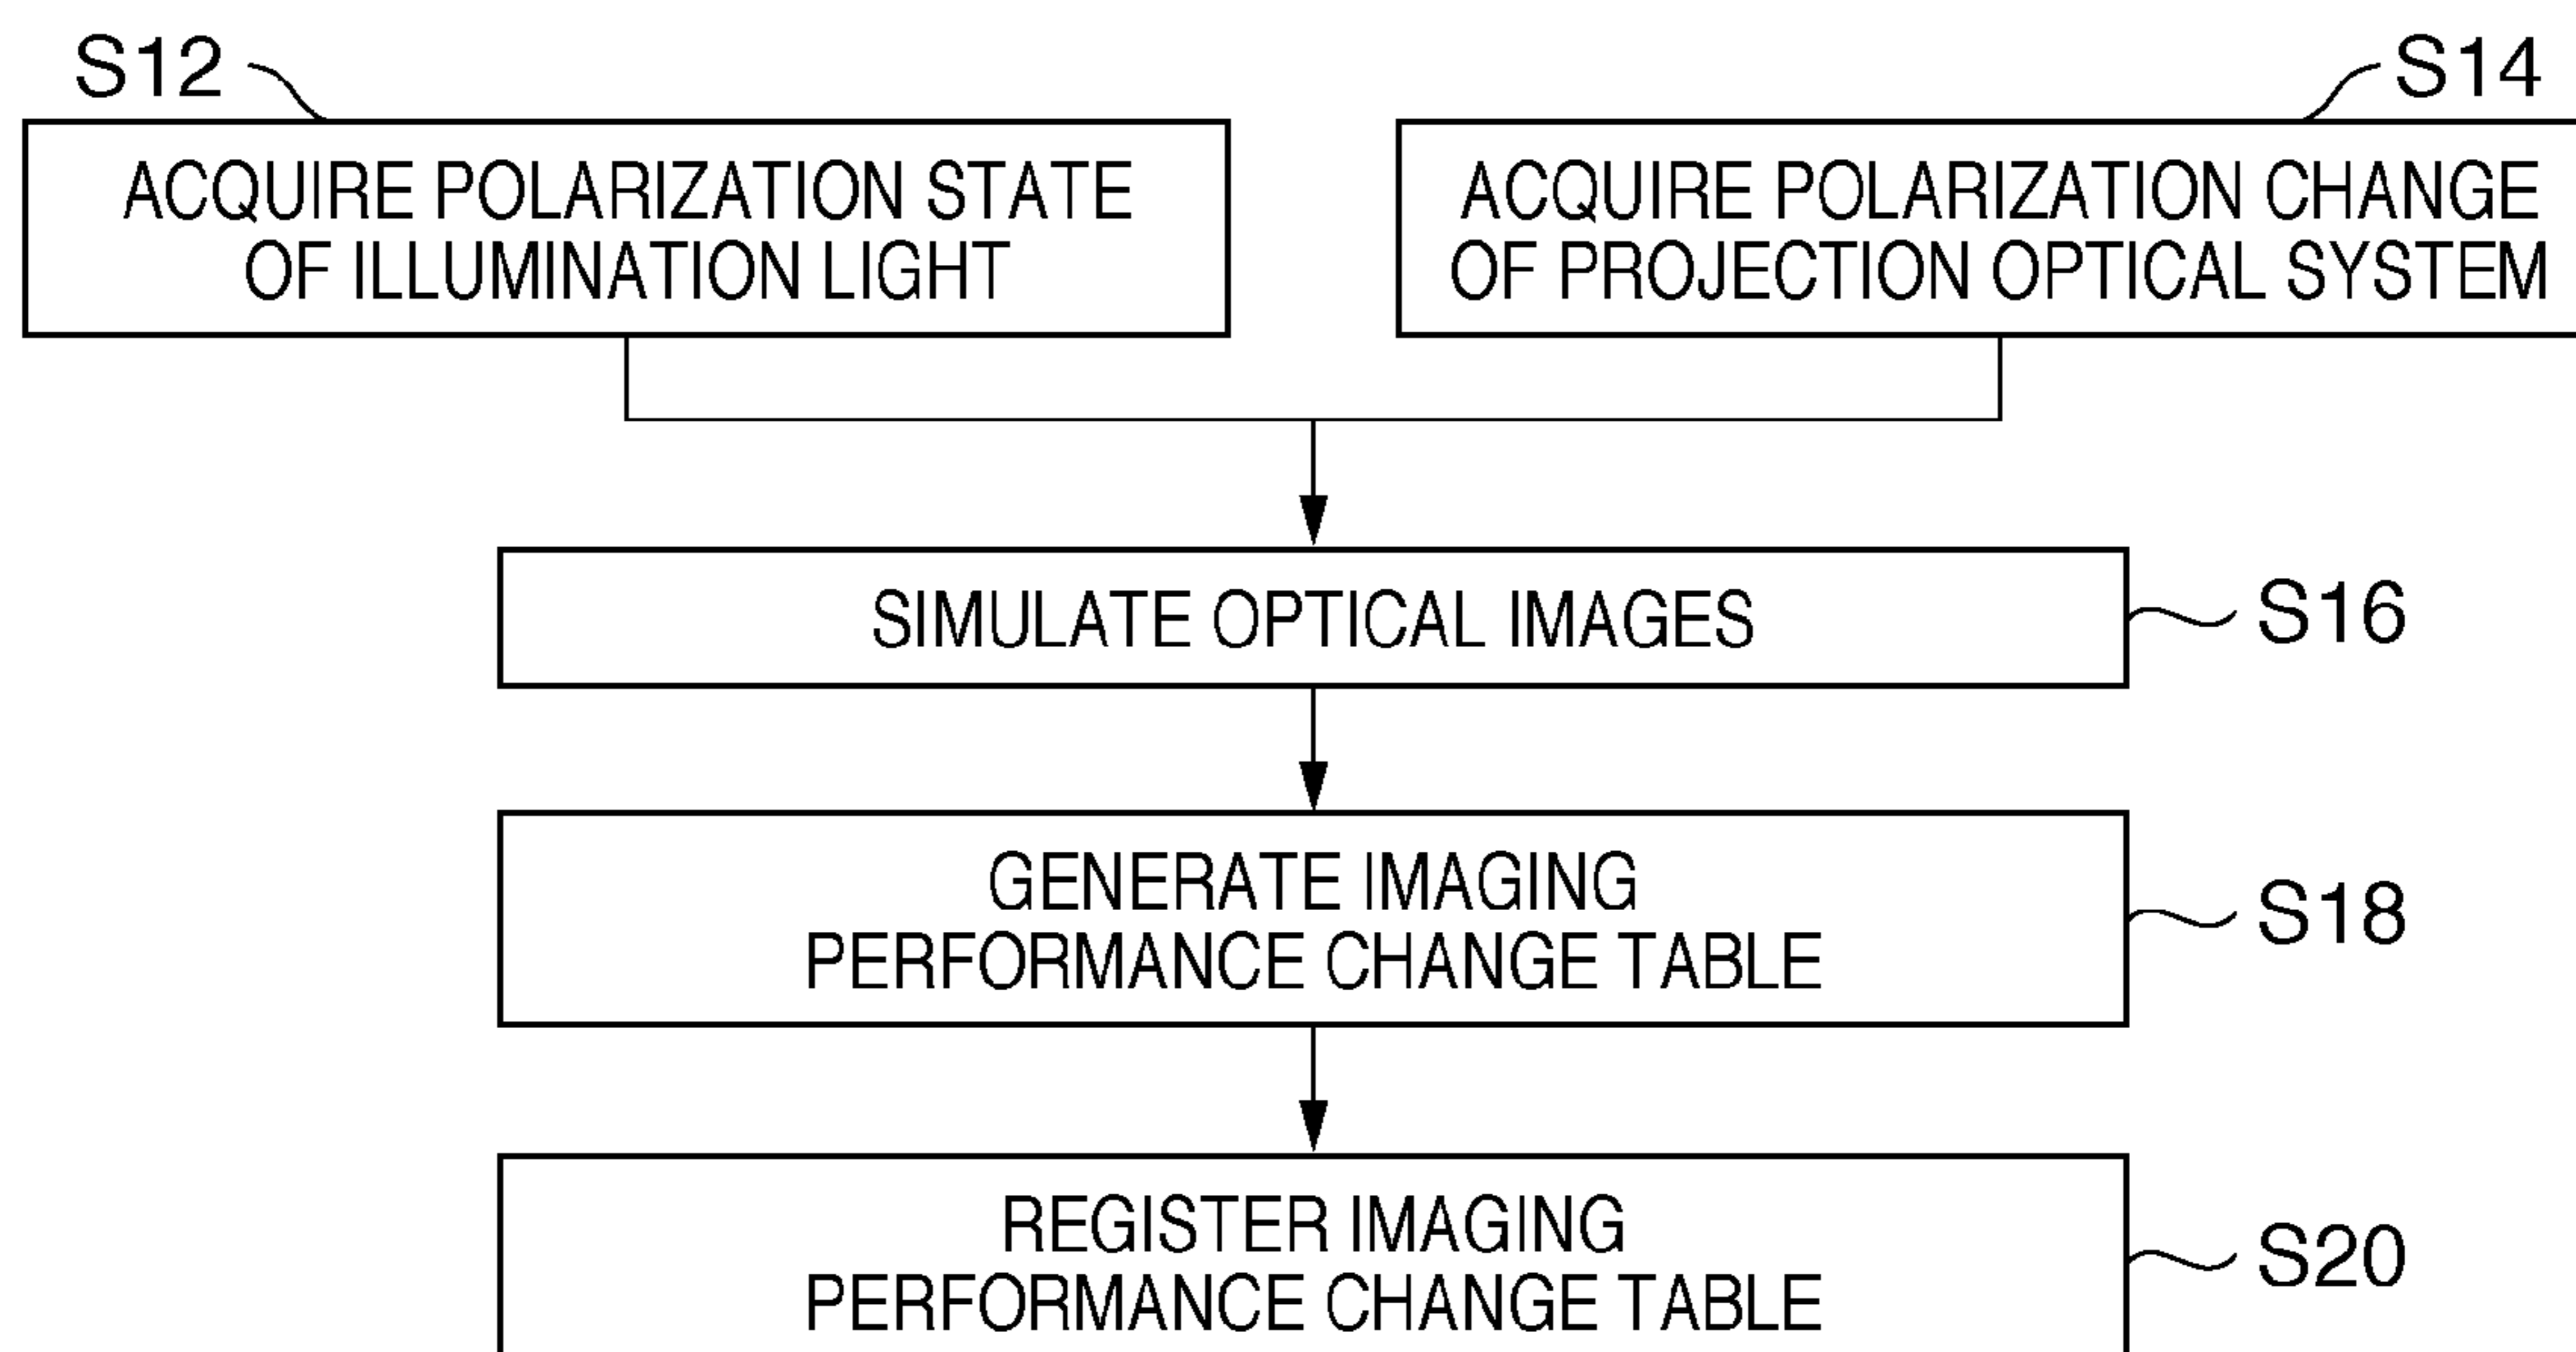 S12
S14
ACQUIRE POLARIZATION STATE
OF ILLUMINATION LIGHT
ACQUIRE POLARIZATION CHANGE
OF PROJECTION OPTICAL SYSTEM
SIMULATE OPTICAL IMAGES
S16
GENERATE IMAGING
PERFORMANCE CHANGE TABLE
S18
REGISTER IMAGING
PERFORMANCE CHANGE TABLE
S20